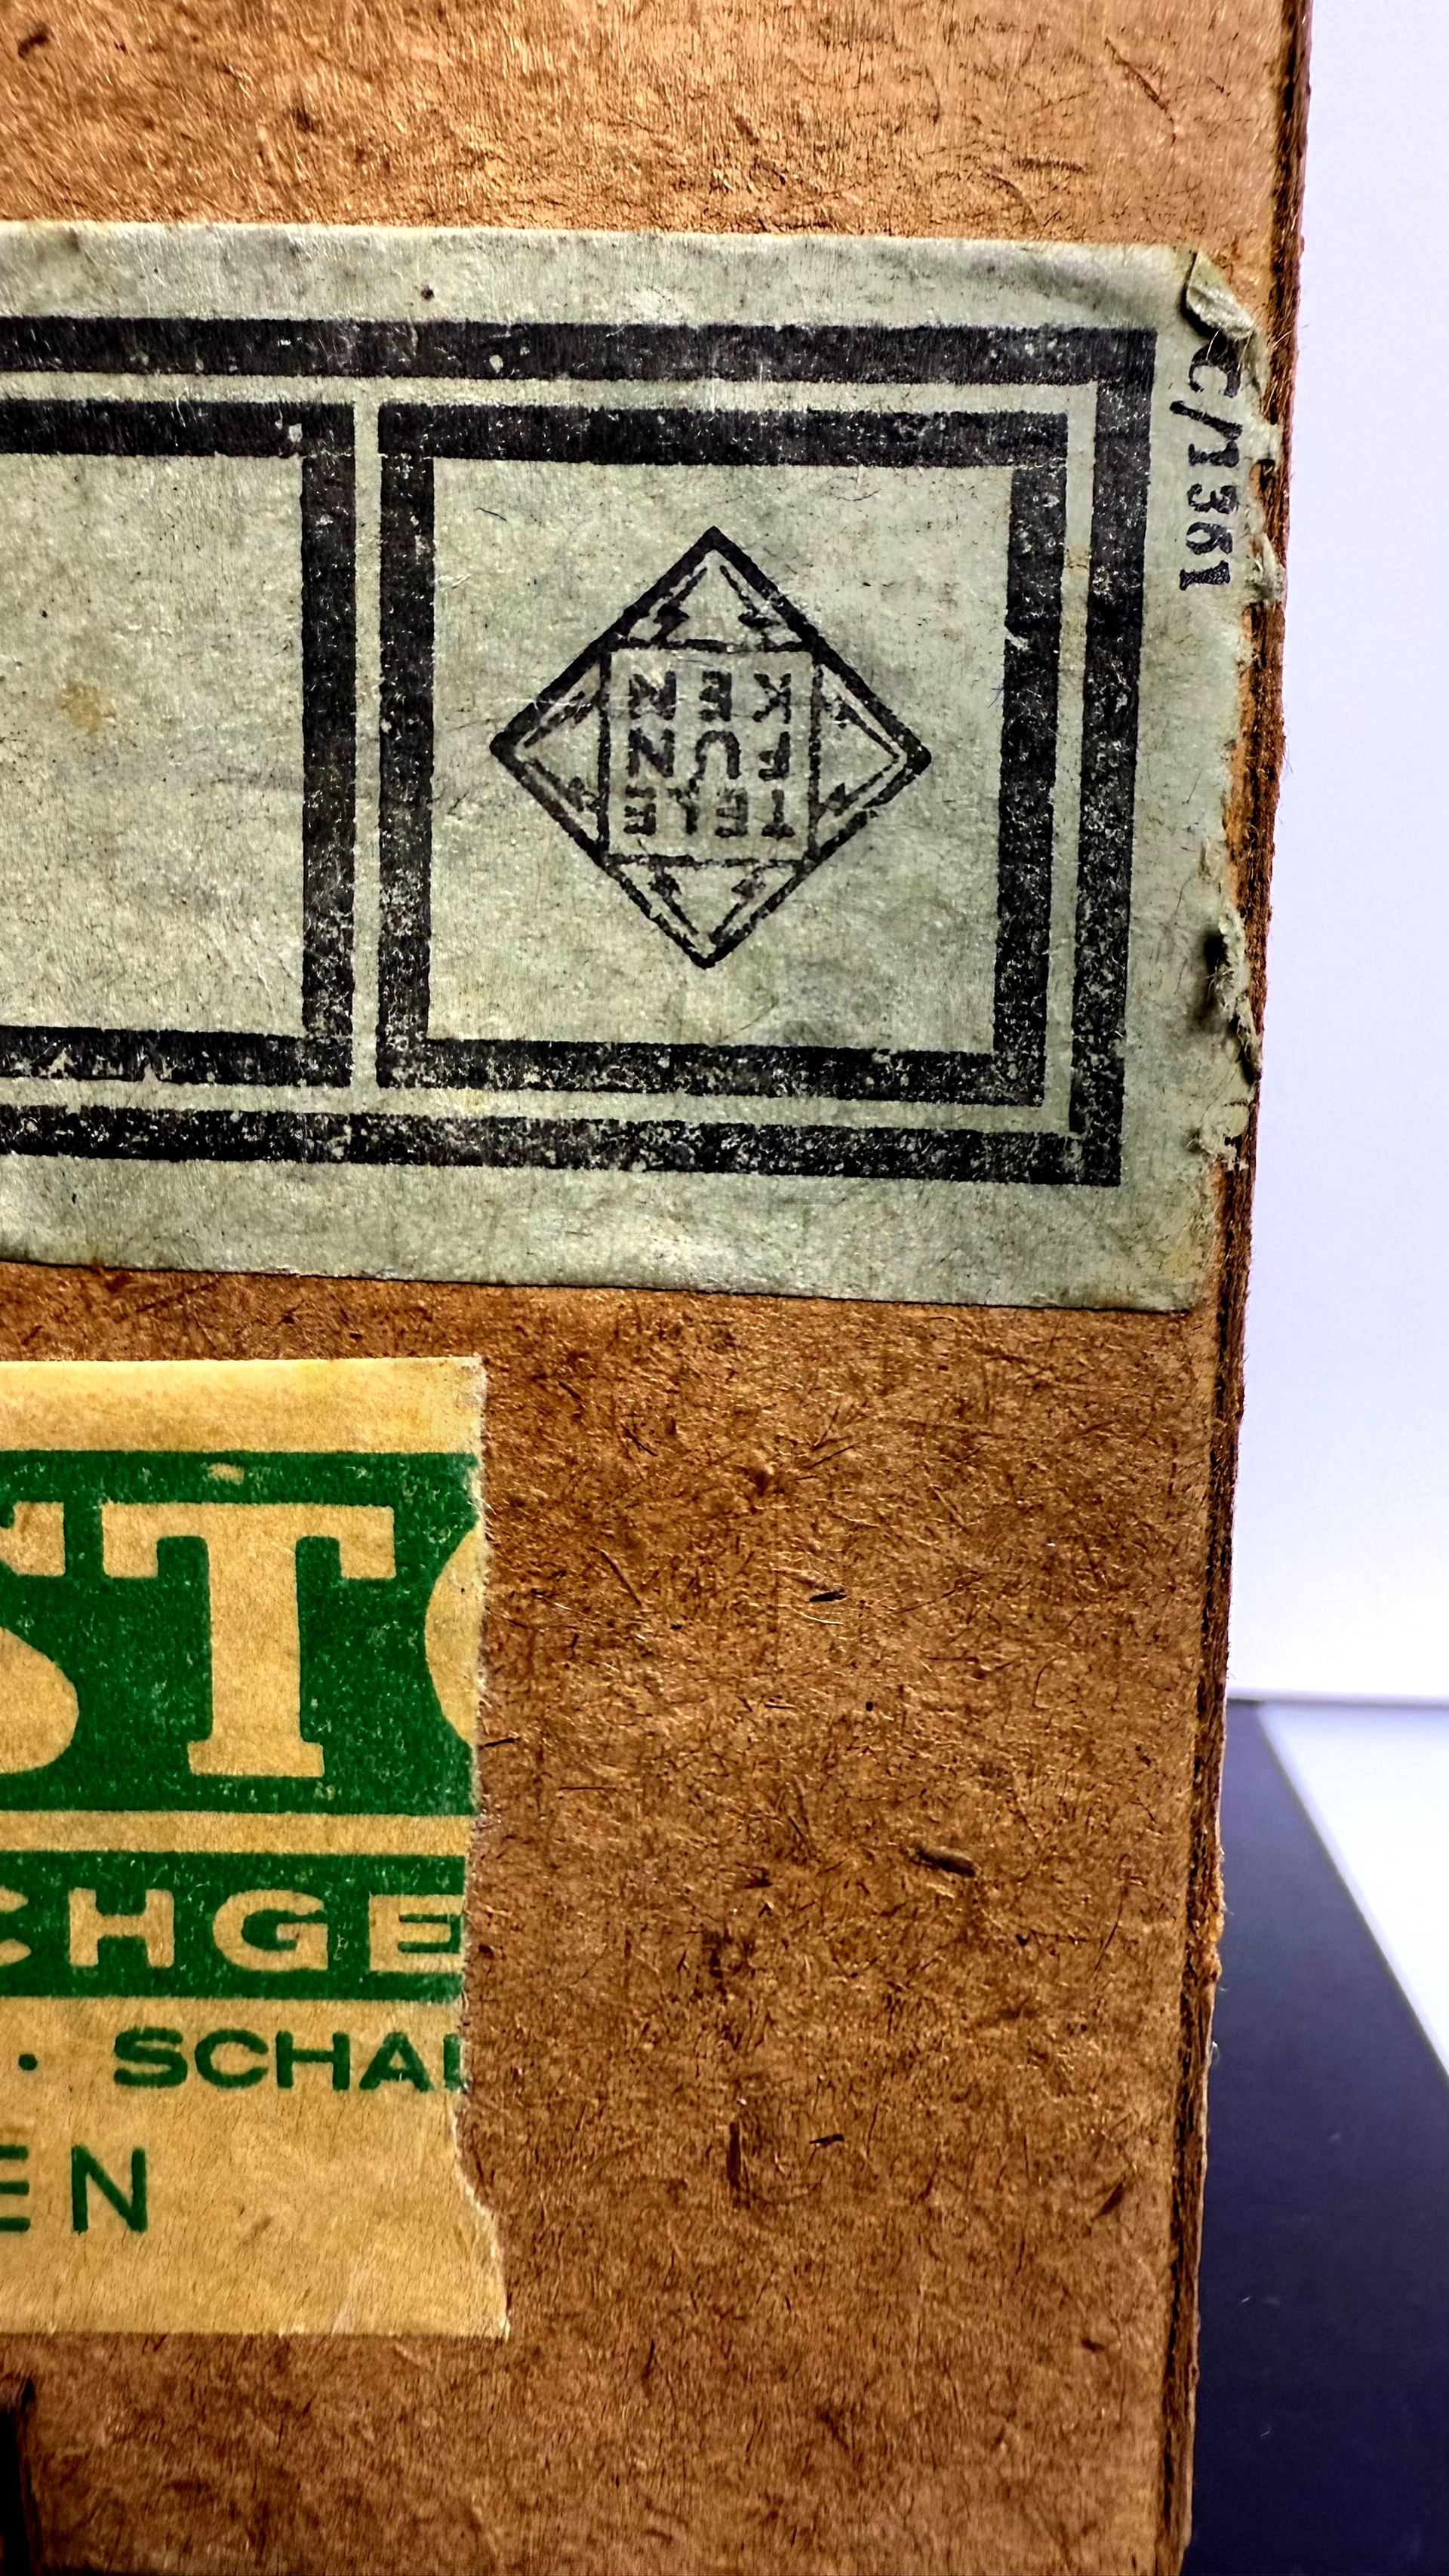 C/1361
TELE
FUN
KEN
ST
CHGE
· SCHAL
EN